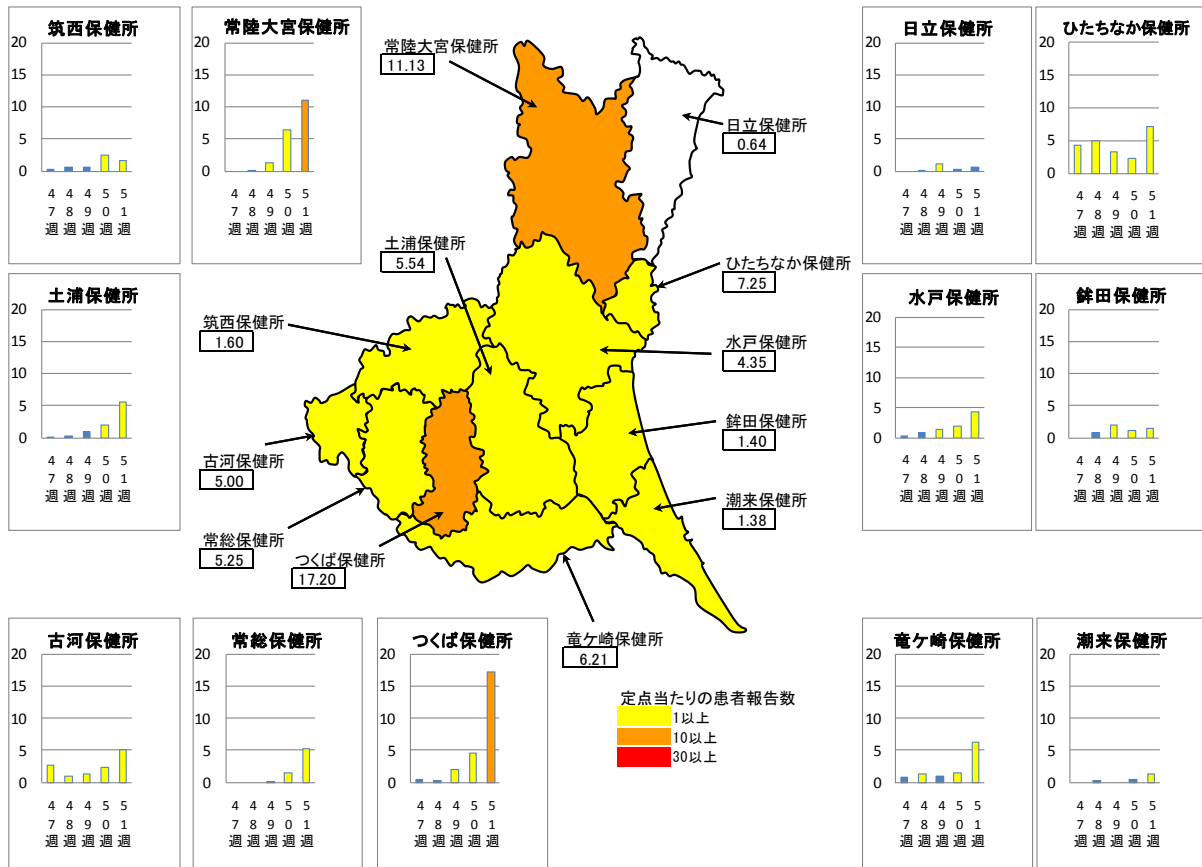 筑西保健所
20
15
10
5
0
47週
48週
49週
50週
51週
常陸大宮保健所
20
15
10
5
0
47週
48週
49週
50週
51週
日立保健所
20
15
10
5
0
47週
48週
49週
50週
51週
ひたちなか保健所
20
15
10
5
0
47週
48週
49週
50週
51週
常陸大宮保健所
11.13
日立保健所
0.64
土浦保健所
5.54
ひたちなか保健所
7.25
筑西保健所
1.60
水戸保健所
4.35
鉾田保健所
1.40
古河保健所
5.00
潮来保健所
1.38
常総保健所
5.25
つくば保健所
17.20
竜ケ崎保健所
6.21
土浦保健所
20
15
10
5
0
47週
48週
49週
50週
51週
水戸保健所
20
15
10
5
0
47週
48週
49週
50週
51週
鉾田保健所
20
15
10
5
0
47週
48週
49週
50週
51週
古河保健所
20
15
10
5
0
47週
48週
49週
50週
51週
常総保健所
20
15
10
5
0
47週
48週
49週
50週
51週
つくば保健所
20
15
10
5
0
47週
48週
49週
50週
51週
定点当たりの患者報告数
1以上
10以上
30以上
竜ケ崎保健所
20
15
10
5
0
47週
48週
49週
50週
51週
潮来保健所
20
15
10
5
0
47週
48週
49週
50週
51週